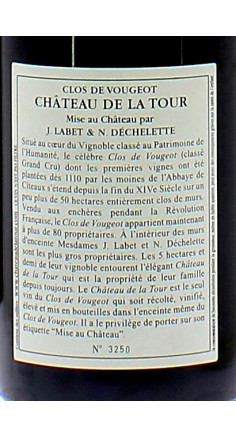 CLOS DE VOUGEOT
CHÂTEAU DE LA TOUR
Mise au Château par
J. LABET & N. DÉCHELETTE
Situé au cœur du Vignoble classé au Patrimoine de
l'Humanité, le célèbre Clos de Vougeot (classé
Grand Cru) dont les premières vignes ont été
plantées dès 1110 par les moines de l'Abbaye de
Cîteaux s'étend depuis la fin du XIVe Siècle sur un
peu plus de 50 hectares entièrement clos de murs.
Vendu aux enchères pendant la Révolution
Française, le Clos de Vougeot appartient maintenant
à plus de 80 propriétaires. À l'intérieur des murs
d'enceinte Mesdames J. Labet et N. Déchelette
sont les plus gros propriétaires. Les 5 hectares et
demi de leur vignoble entourent l'élégant Château
de la Tour qui est la propriété de leur famille
depuis toujours. Le Château de la Tour est le seul
vin du Clos de Vougeot qui soit récolté, vinifié,
élevé et mis en bouteilles dans l'enceinte même du
Clos de Vougeot. Il a le privilège de porter sur son
étiquette "Mise au Château".
N° 3250